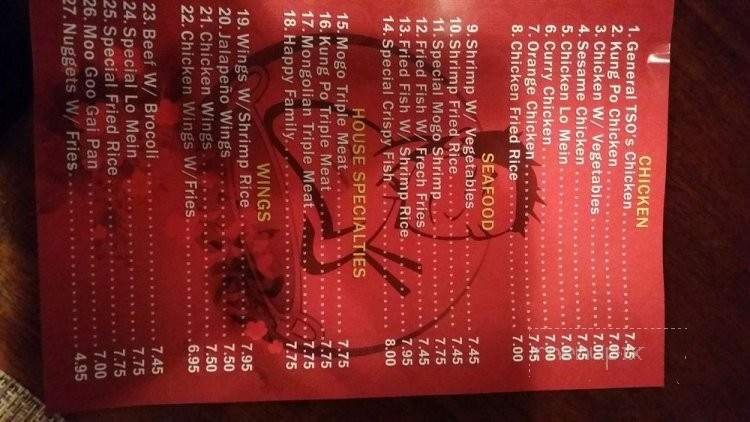 CHICKEN
1. General TSO's Chicken 7.45
2. Kung Po Chicken 7.00
3. Chicken W/ Vegetables 7.00
4. Sesame Chicken 7.45
5. Chicken Lo Mein 7.00
6. Curry Chicken 7.00
7. Orange Chicken 7.45
8. Chicken Fried Rice 7.00
SEAFOOD
9. Shrimp W/ Vegetables 7.45
10. Shrimp Fried Rice 7.45
11. Special Mogo Shrimp 7.75
12. Fried Fish W/ Frech Fries 7.45
13. Fried Fish W/ Shrimp Rice 7.95
14. Special Crispy Fish 8.00
HOUSE SPECIALTIES
15. Mogo Triple Meat 7.75
16. Kung Po Triple Meat 7.75
17. Mongolian Triple Meat 7.75
18. Happy Family 7.75
WINGS
19. Wings W/Shrimp Rice 7.95
20. Jalapeño Wings 7.50
21. Chicken Wings 7.50
22. Chicken Wings W/Fries 6.95
23. Beef W/ Brocoli 7.45
24. Special Lo Mein 7.75
25. Special Fried Rice 7.75
26. Moo Goo Gai Pan 7.00
27. Nuggets W/ Fries 4.95